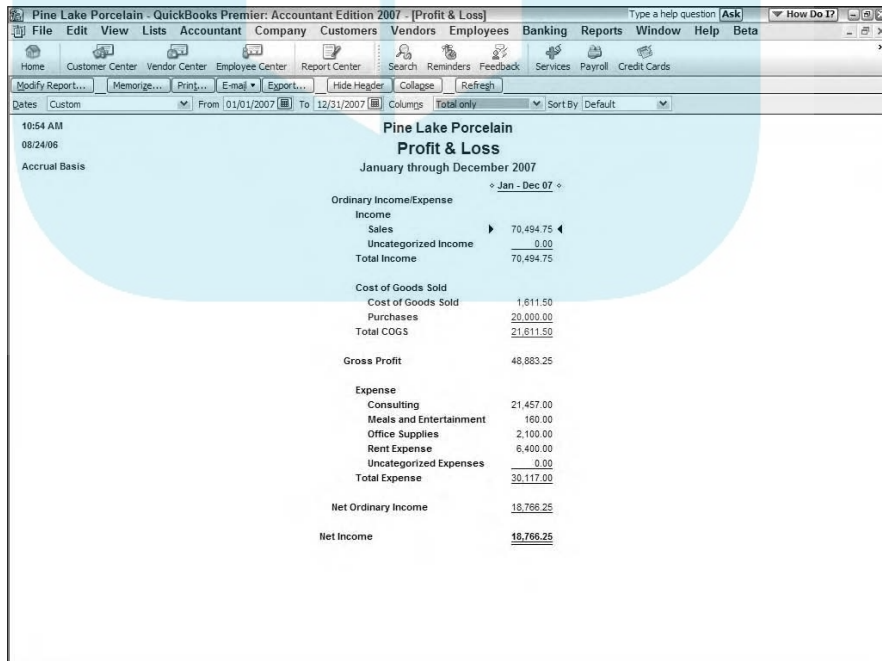 Pine Lake Porcelain - QuickBooks Premier: Accountant Edition 2007 - [Profit & Loss] Type a help question Ask How Do I?
File Edit View Lists Accountant Company Customers Vendors Employees Banking Reports Window Help Beta
Home Customer Center Vendor Center Employee Center Report Center Search Reminders Feedback Services Payroll Credit Cards
Modify Report... Memorize... Print... E-mail Export... Hide Header Collapse Refresh
Dates Custom From 01/01/2007 To 12/31/2007 Columns Total only Sort By Default
10:54 AM Pine Lake Porcelain
08/24/06 Profit & Loss
Accrual Basis January through December 2007
Jan - Dec 07
Ordinary Income/Expense
Income
Sales 70,494.75
Uncategorized Income 0.00
Total Income 70,494.75
Cost of Goods Sold
Cost of Goods Sold 1,611.50
Purchases 20,000.00
Total COGS 21,611.50
Gross Profit 48,883.25
Expense
Consulting 21,457.00
Meals and Entertainment 160.00
Office Supplies 2,100.00
Rent Expense 6,400.00
Uncategorized Expenses 0.00
Total Expense 30,117.00
Net Ordinary Income 18,766.25
Net Income 18,766.25